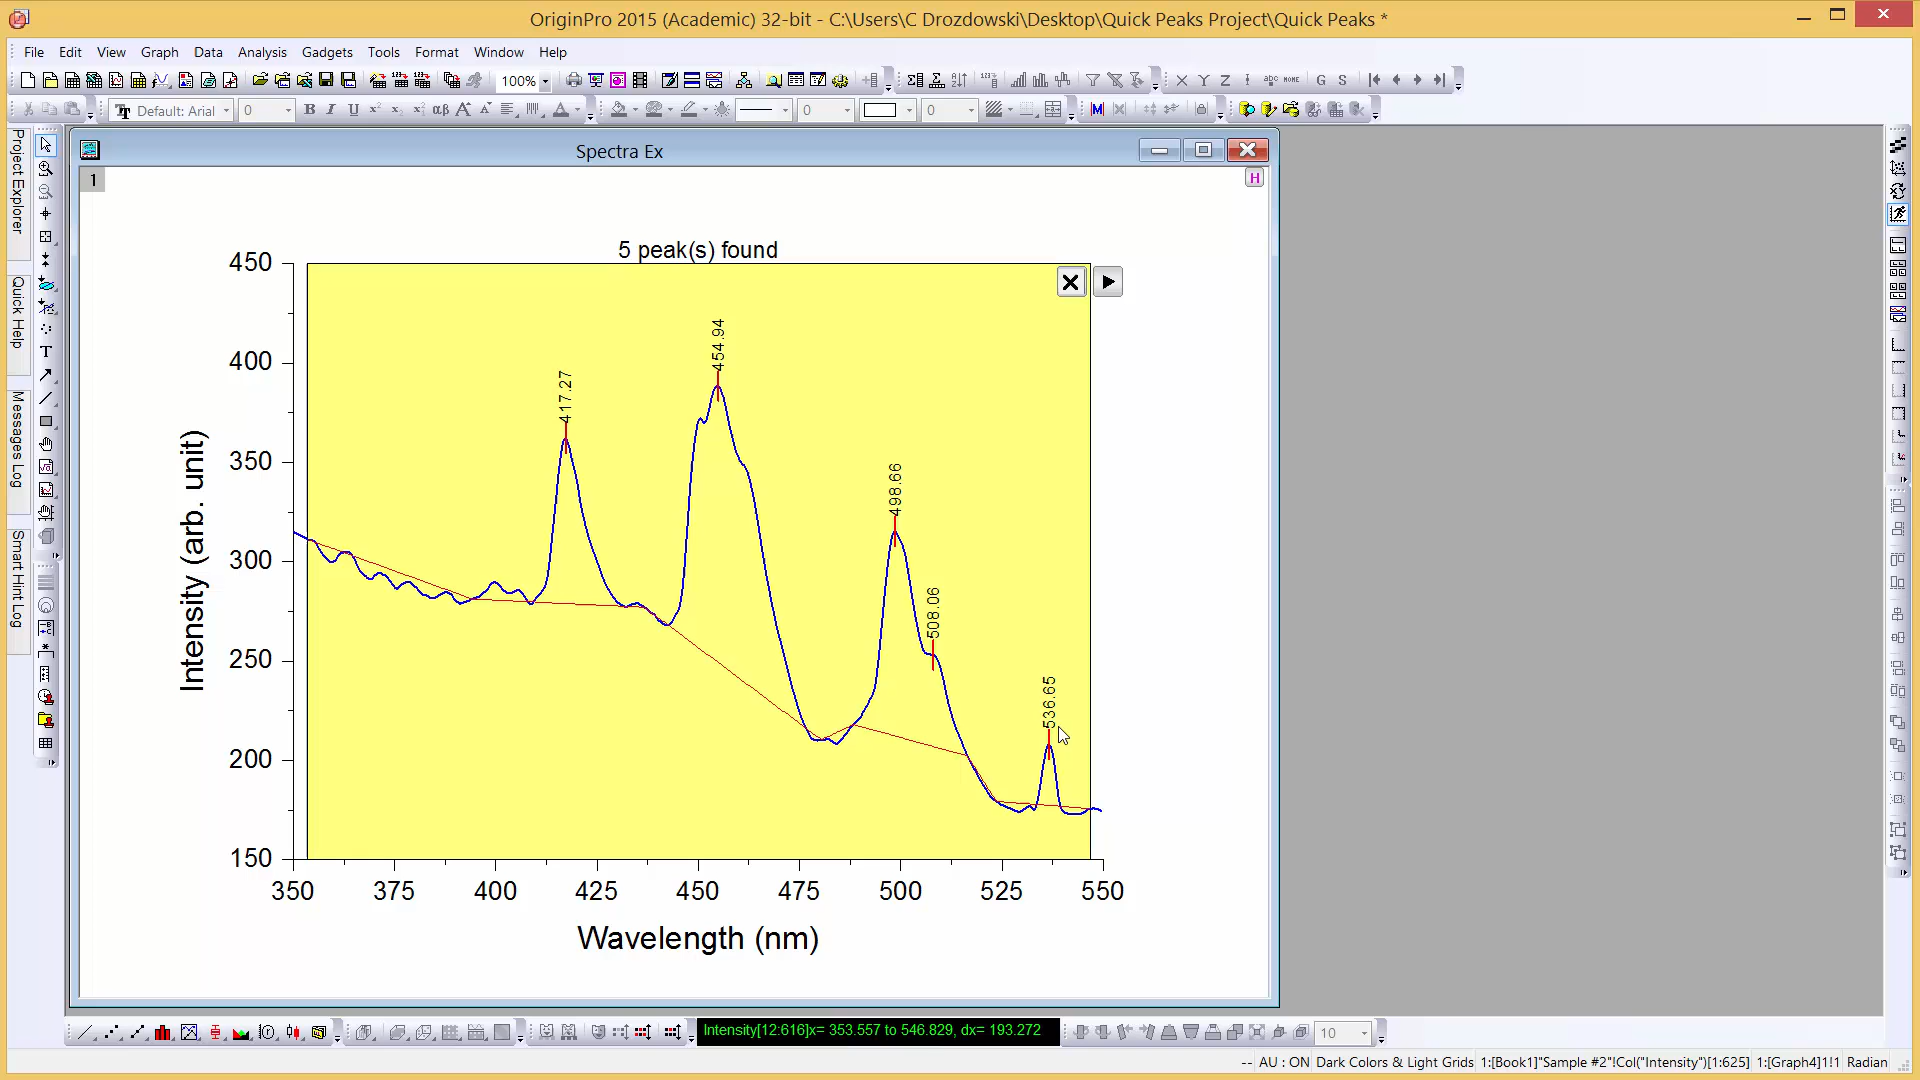 OriginPro 2015 (Academic) 32-bit - C:\Users\C Drozdowski\Desktop\Quick Peaks Project\Quick Peaks *
File Edit View Graph Data Analysis Gadgets Tools Format Window Help
100%
Default: Arial 0 B I U αβ A A 0 0
Project Explorer
Quick Help
Messages Log
Smart Hint Log
Spectra Ex
1
H
5 peak(s) found
450
400
350
300
250
200
150
Intensity (arb. unit)
417.27
454.94
498.66
508.06
536.65
350 375 400 425 450 475 500 525 550
Wavelength (nm)
Intensity[12:616]x= 353.557 to 546.829, dx= 193.272
10
-- AU : ON Dark Colors & Light Grids 1:[Book1]"Sample #2"!Col("Intensity")[1:625] 1:[Graph4]1!1 Radian